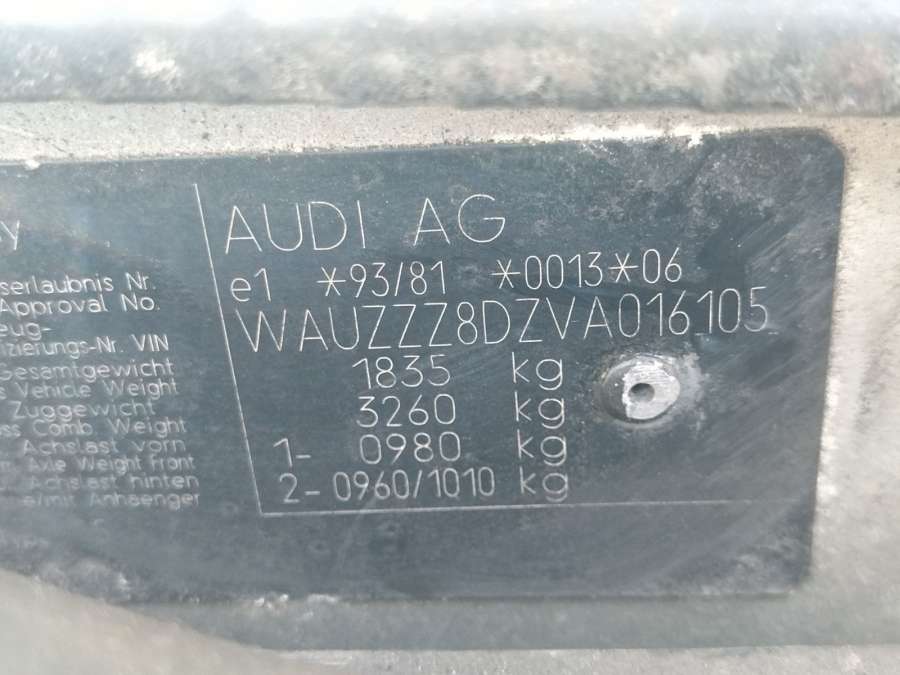 AUDI AG
e1 *93/81 *0013*06
WAUZZZ8DZVA016105
1835 kg
3260 kg
1- 0980 kg
2- 0960/1010 kg
serlaubnis Nr.
Approval No.
eug-
izierungs-Nr. VIN
Gesamtgewicht
Vehicle Weight
Zuggewicht
ss Comb. Weight
Achslast vorn
Axle Weight Front
Achslast hinten
e/mit Anhaenger